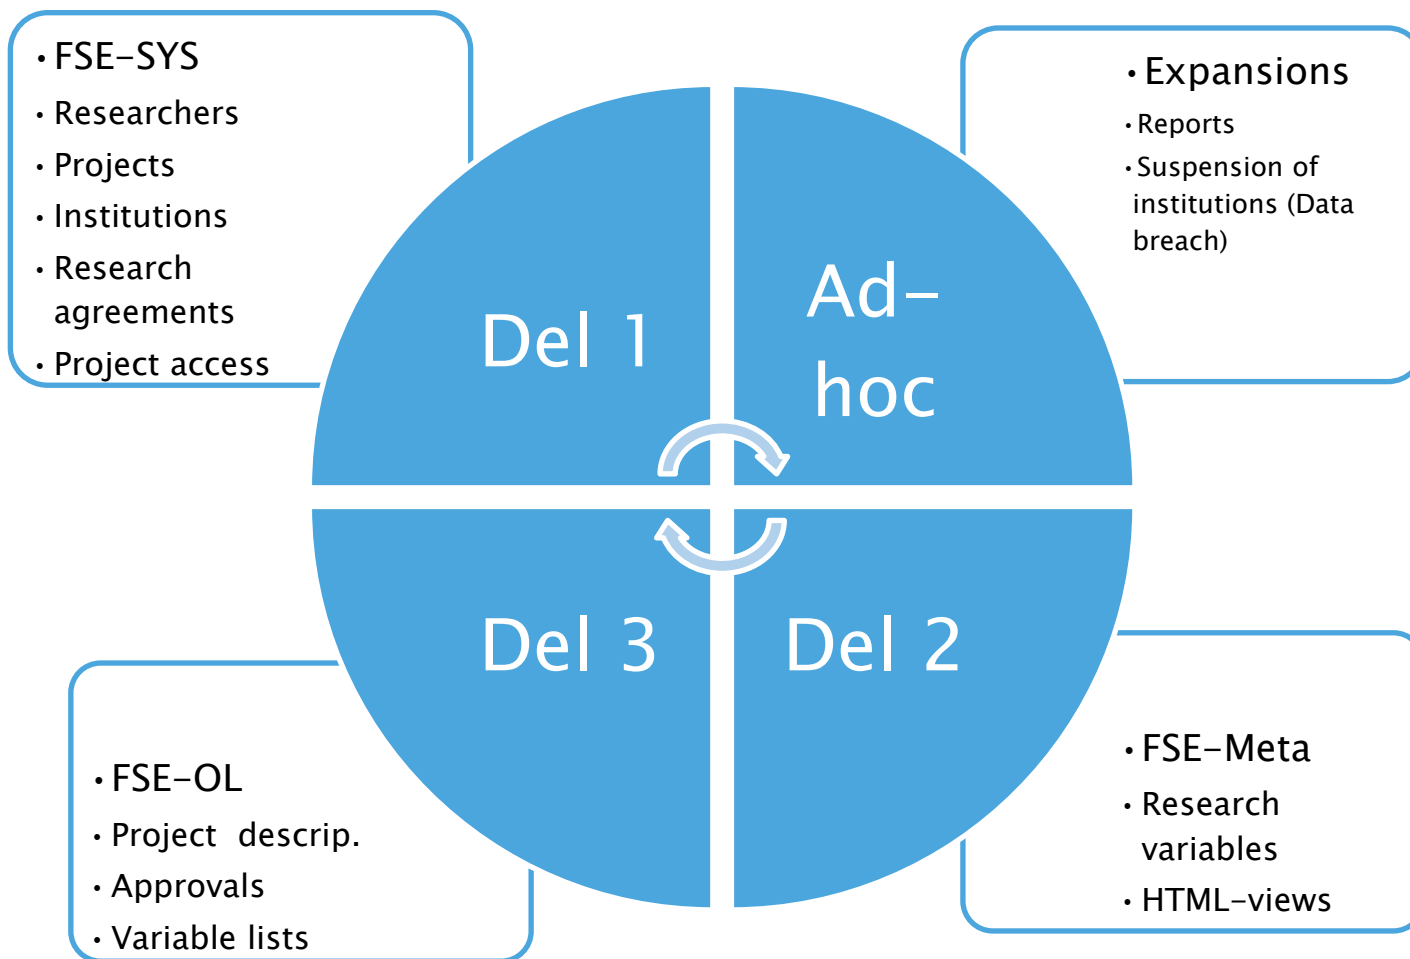 • FSE-SYS
• Researchers
• Projects
• Institutions
• Research
agreements
• Project access
• Expansions
• Reports
• Suspension of
institutions (Data
breach)
Del 1
Ad-
hoc
Del 3
Del 2
• FSE-OL
• Project descrip.
• Approvals
• Variable lists
• FSE-Meta
• Research
variables
• HTML-views